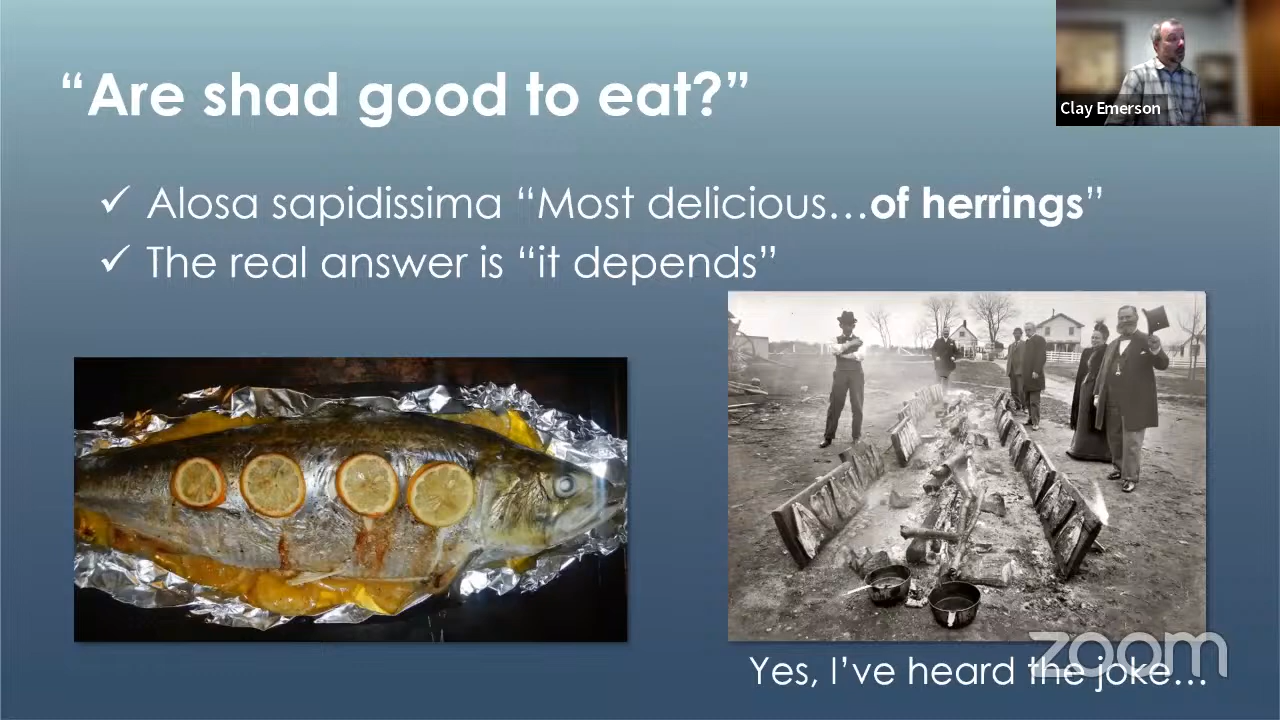 “Are shad good to eat?”
Clay Emerson
✓ Alosa sapidissima “Most delicious…of herrings”
✓ The real answer is “it depends”
zoom
Yes, I’ve heard the joke…